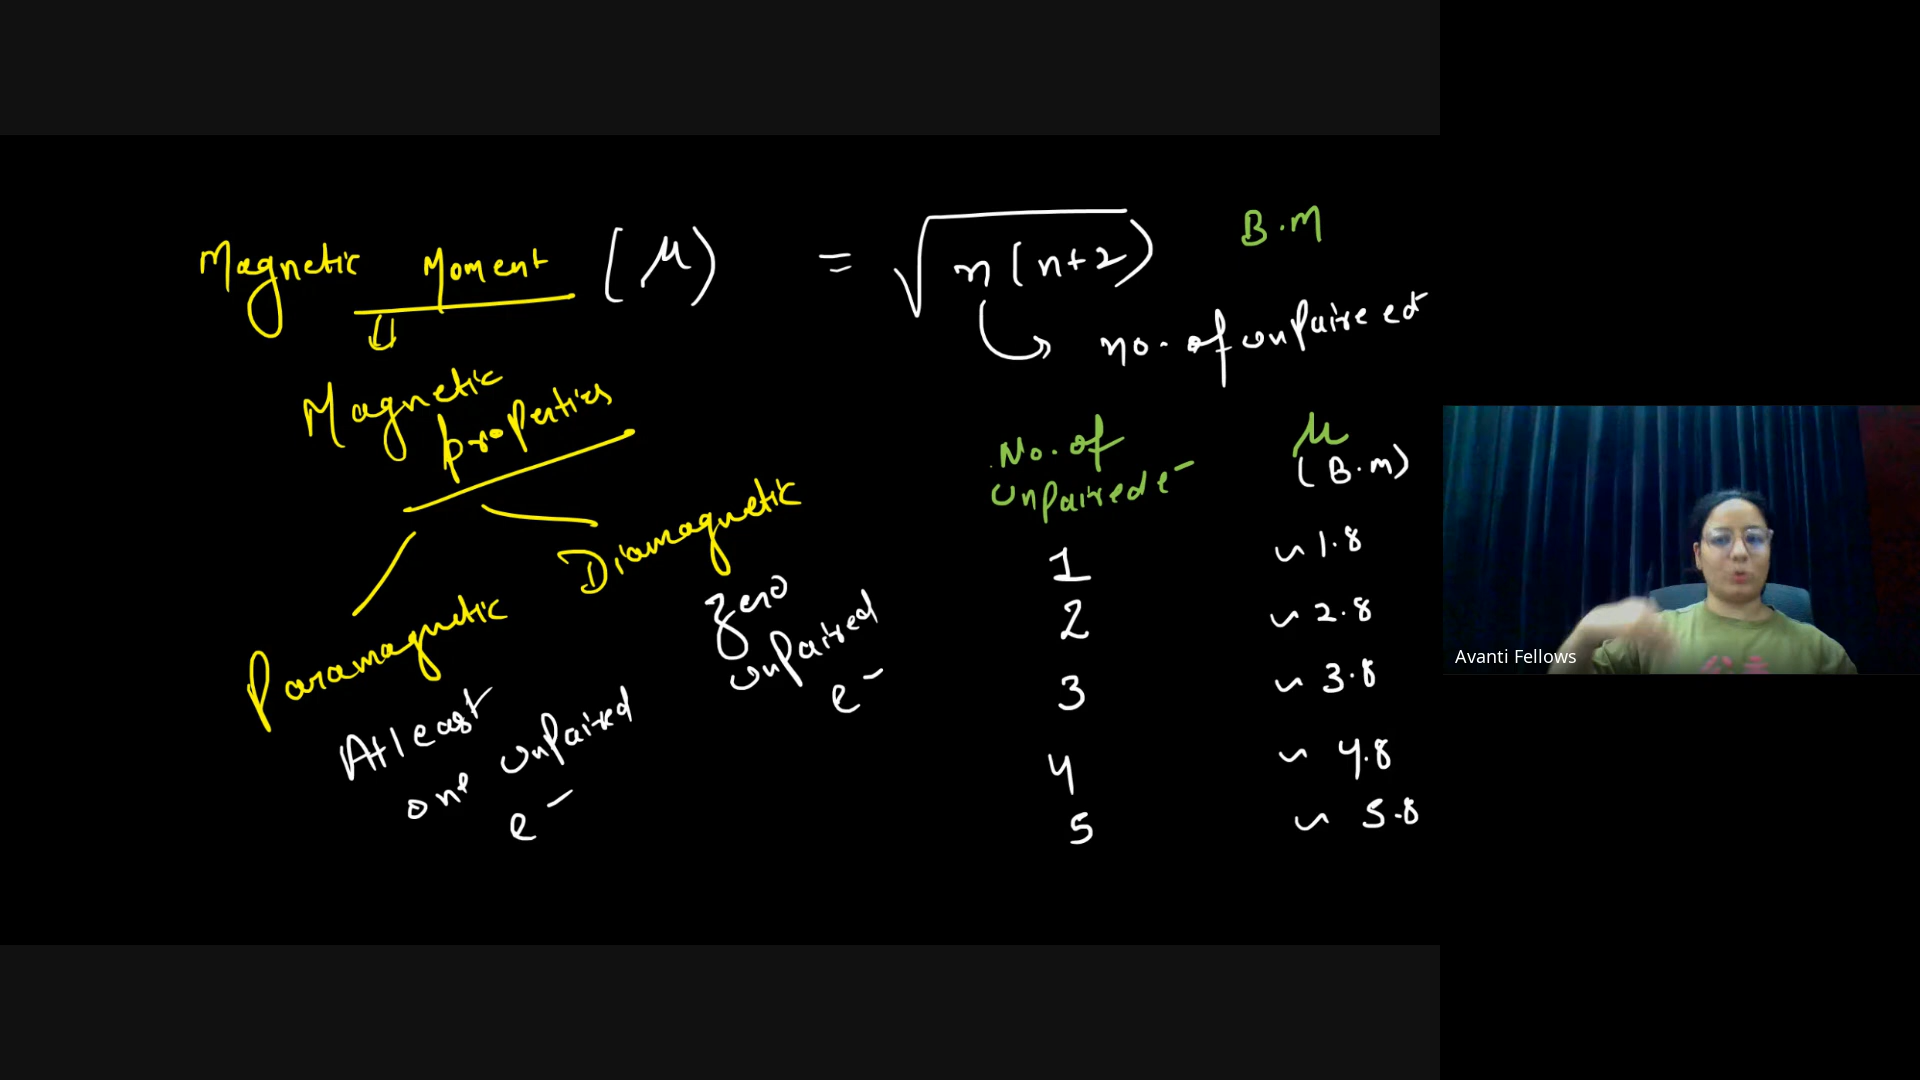 Magnetic Moment (μ) = √n(n+2) B.M
no. of unpaired e⁻
Magnetic
properties
Paramagnetic
Atleast
one unpaired
e⁻
Diamagnetic
zero
unpaired
e⁻
No. of
unpaired e⁻
μ
(B.m)
1 ~ 1.8
2 ~ 2.8
3 ~ 3.8
4 ~ 4.8
5 ~ 5.8
Avanti Fellows